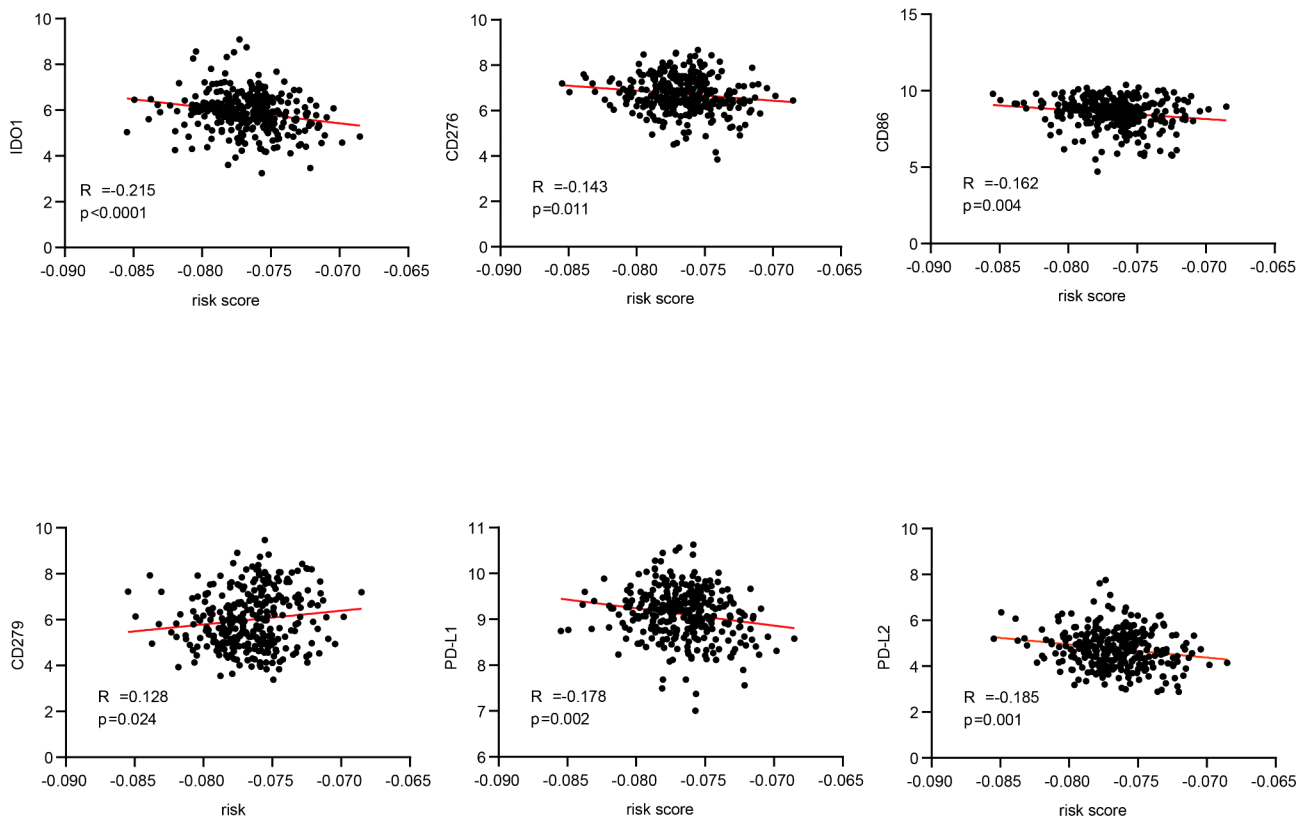 10
8
6
4
2
0
IDO1
R =-0.215
p<0.0001
-0.090 -0.085 -0.080 -0.075 -0.070 -0.065
risk score
10
8
6
4
2
0
CD276
R =-0.143
p=0.011
-0.090 -0.085 -0.080 -0.075 -0.070 -0.065
risk score
15
10
5
0
CD86
R =-0.162
p=0.004
-0.090 -0.085 -0.080 -0.075 -0.070 -0.065
risk score
10
8
6
4
2
0
CD279
R =0.128
p=0.024
-0.090 -0.085 -0.080 -0.075 -0.070 -0.065
risk
11
10
9
8
7
6
PD-L1
R =-0.178
p=0.002
-0.090 -0.085 -0.080 -0.075 -0.070 -0.065
risk score
10
8
6
4
2
0
PD-L2
R =-0.185
p=0.001
-0.090 -0.085 -0.080 -0.075 -0.070 -0.065
risk score